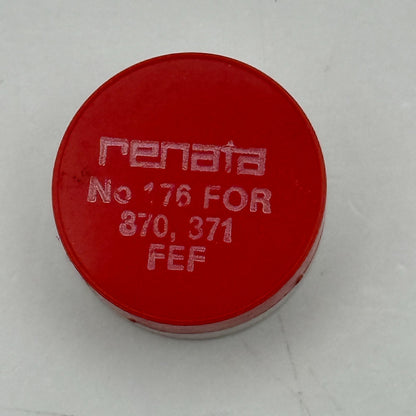 renata
No 176 FOR
370, 371
FEF